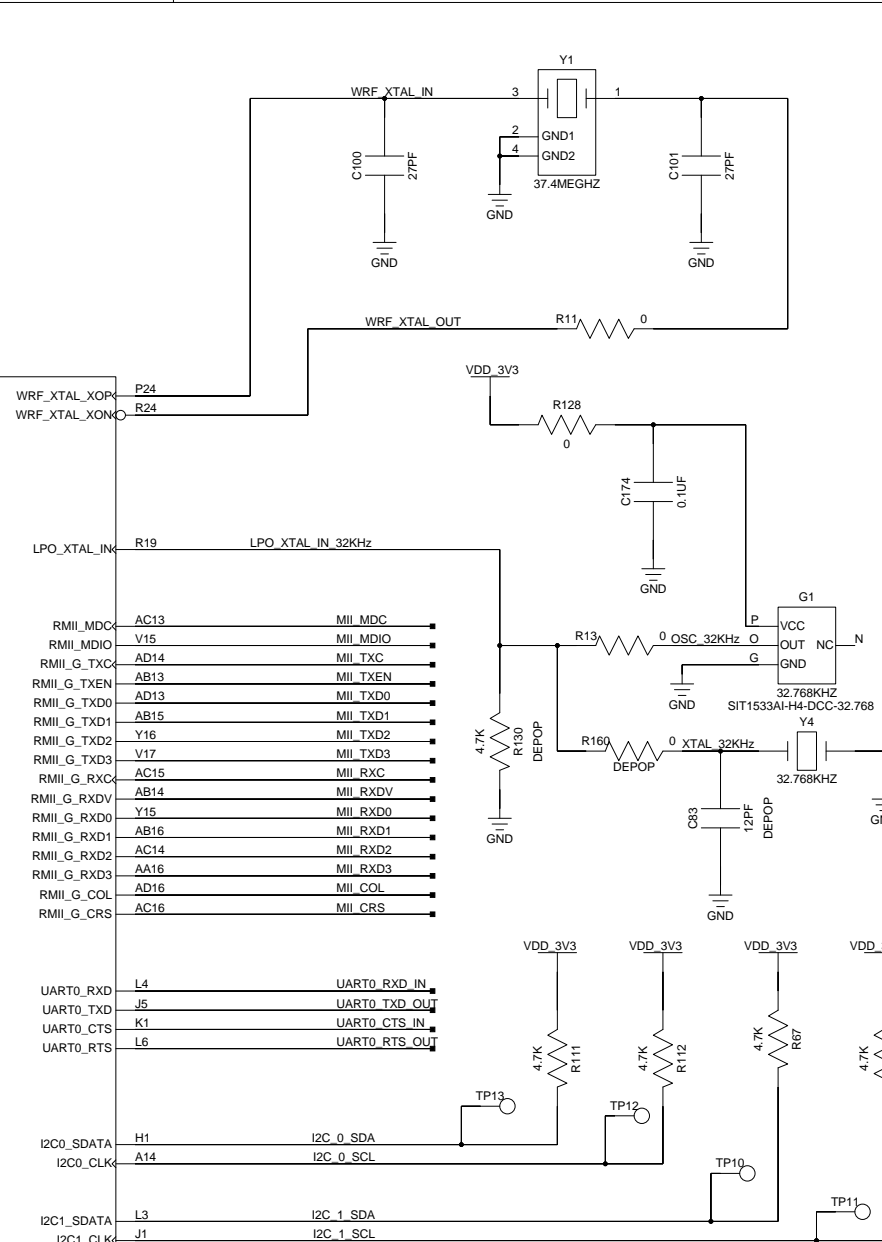 Y1
WRF_XTAL_IN
3
1
2
GND1
4
GND2
C100
27PF
C101
27PF
37.4MEGHZ
GND
GND
GND
WRF_XTAL_OUT
R11
0
VDD_3V3
WRF_XTAL_XOP
P24
WRF_XTAL_XON
R24
R128
0
C174
0.1UF
LPO_XTAL_IN
R19
LPO_XTAL_IN_32KHz
GND
G1
RMII_MDC
AC13
MII_MDC
P
VCC
RMII_MDIO
V15
MII_MDIO
R13
0
OSC_32KHz
O
OUT
NC
N
RMII_G_TXC
AD14
MII_TXC
G
GND
RMII_G_TXEN
AB13
MII_TXEN
RMII_G_TXD0
AD13
MII_TXD0
GND
32.768KHZ
SIT1533AI-H4-DCC-32.768
RMII_G_TXD1
AB15
MII_TXD1
Y4
RMII_G_TXD2
Y16
MII_TXD2
4.7K
R130
DEPOP
R160
0
XTAL_32KHz
RMII_G_TXD3
V17
MII_TXD3
DEPOP
RMII_G_RXC
AC15
MII_RXC
32.768KHZ
RMII_G_RXDV
AB14
MII_RXDV
RMII_G_RXD0
Y15
MII_RXD0
C83
12PF
DEPOP
RMII_G_RXD1
AB16
MII_RXD1
GND
RMII_G_RXD2
AC14
MII_RXD2
RMII_G_RXD3
AA16
MII_RXD3
RMII_G_COL
AD16
MII_COL
RMII_G_CRS
AC16
MII_CRS
GND
VDD_3V3
VDD_3V3
VDD_3V3
VDD_
UART0_RXD
L4
UART0_RXD_IN
UART0_TXD
J5
UART0_TXD_OUT
UART0_CTS
K1
UART0_CTS_IN
UART0_RTS
L6
UART0_RTS_OUT
4.7K
R111
4.7K
R112
4.7K
R67
4.7K
TP13
TP12
I2C0_SDATA
H1
I2C_0_SDA
I2C0_CLK
A14
I2C_0_SCL
TP10
TP11
I2C1_SDATA
L3
I2C_1_SDA
I2C1_CLK
J1
I2C_1_SCL